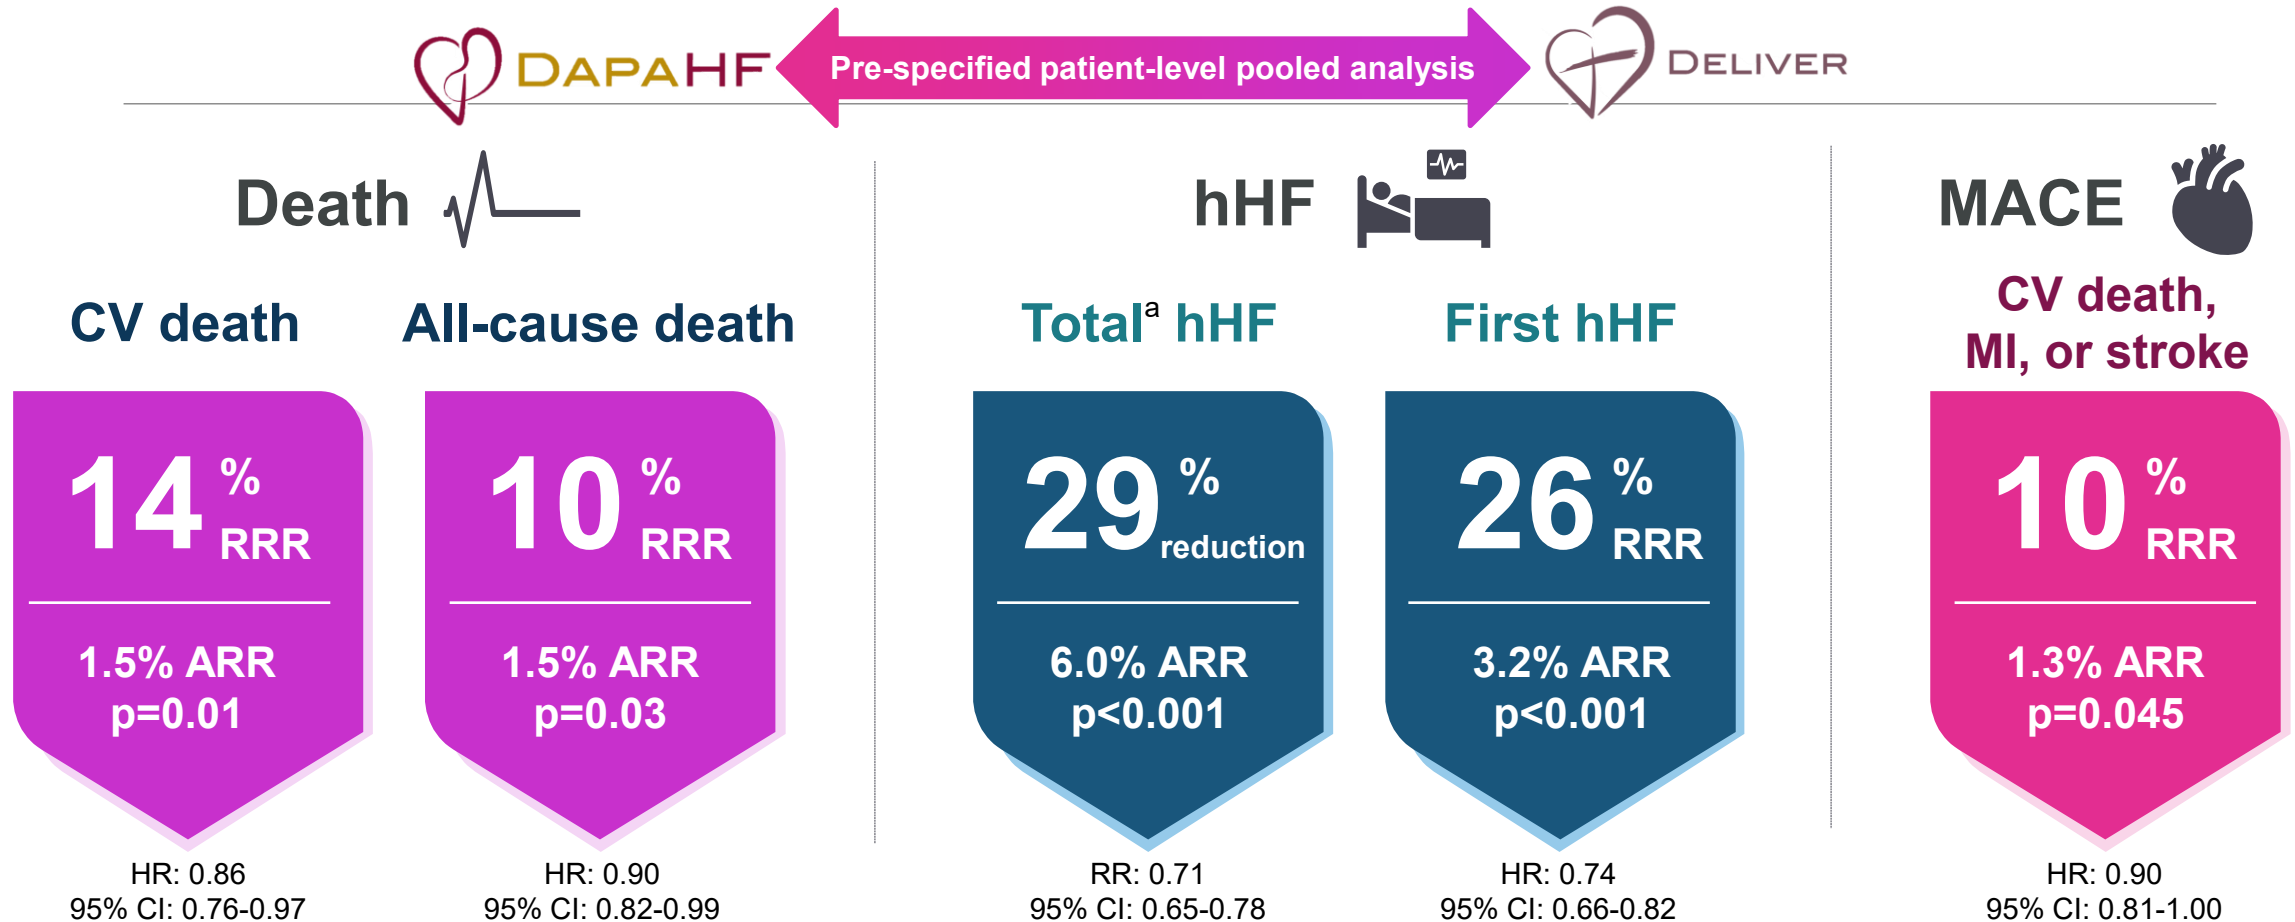 DAPAHF
Pre-specified patient-level pooled analysis
DELIVER
Death
hHF
MACE
CV death
All-cause death
Totalª hHF
First hHF
CV death,
MI, or stroke
14% RRR
1.5% ARR
p=0.01
HR: 0.86
95% CI: 0.76-0.97
10% RRR
1.5% ARR
p=0.03
HR: 0.90
95% CI: 0.82-0.99
29% reduction
6.0% ARR
p<0.001
RR: 0.71
95% CI: 0.65-0.78
26% RRR
3.2% ARR
p<0.001
HR: 0.74
95% CI: 0.66-0.82
10% RRR
1.3% ARR
p=0.045
HR: 0.90
95% CI: 0.81-1.00